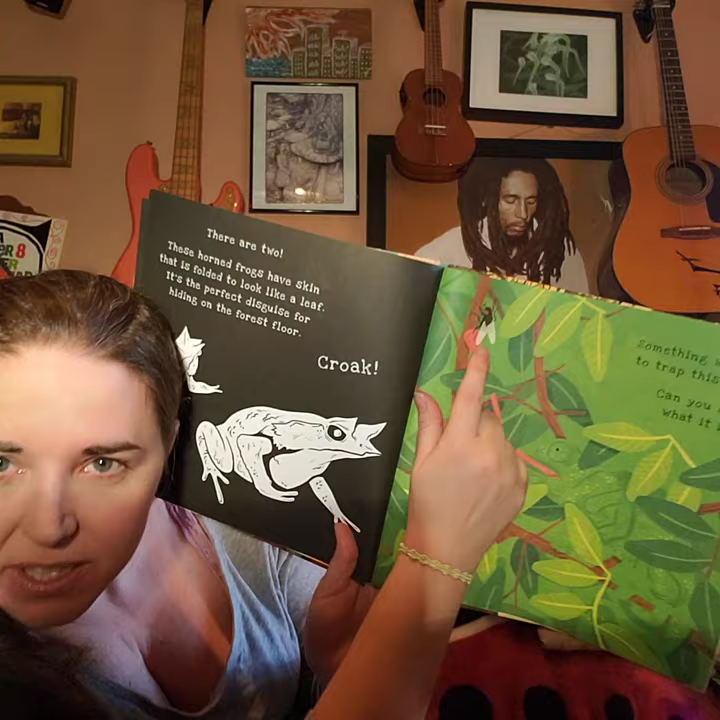 There are two!
These horned frogs have skin
that is folded to look like a leaf.
It's the perfect disguise for
hiding on the forest floor.
Croak!
Something
to trap this
Can you
what it
8